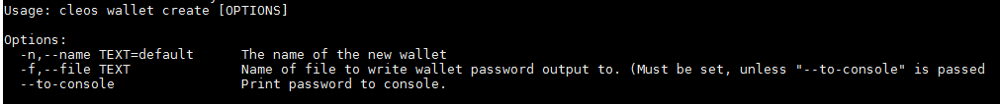 Usage: cleos wallet create [OPTIONS]
Options:
-n,--name TEXT=default The name of the new wallet
-f,--file TEXT Name of file to write wallet password output to. (Must be set, unless "--to-console" is passed
--to-console Print password to console.